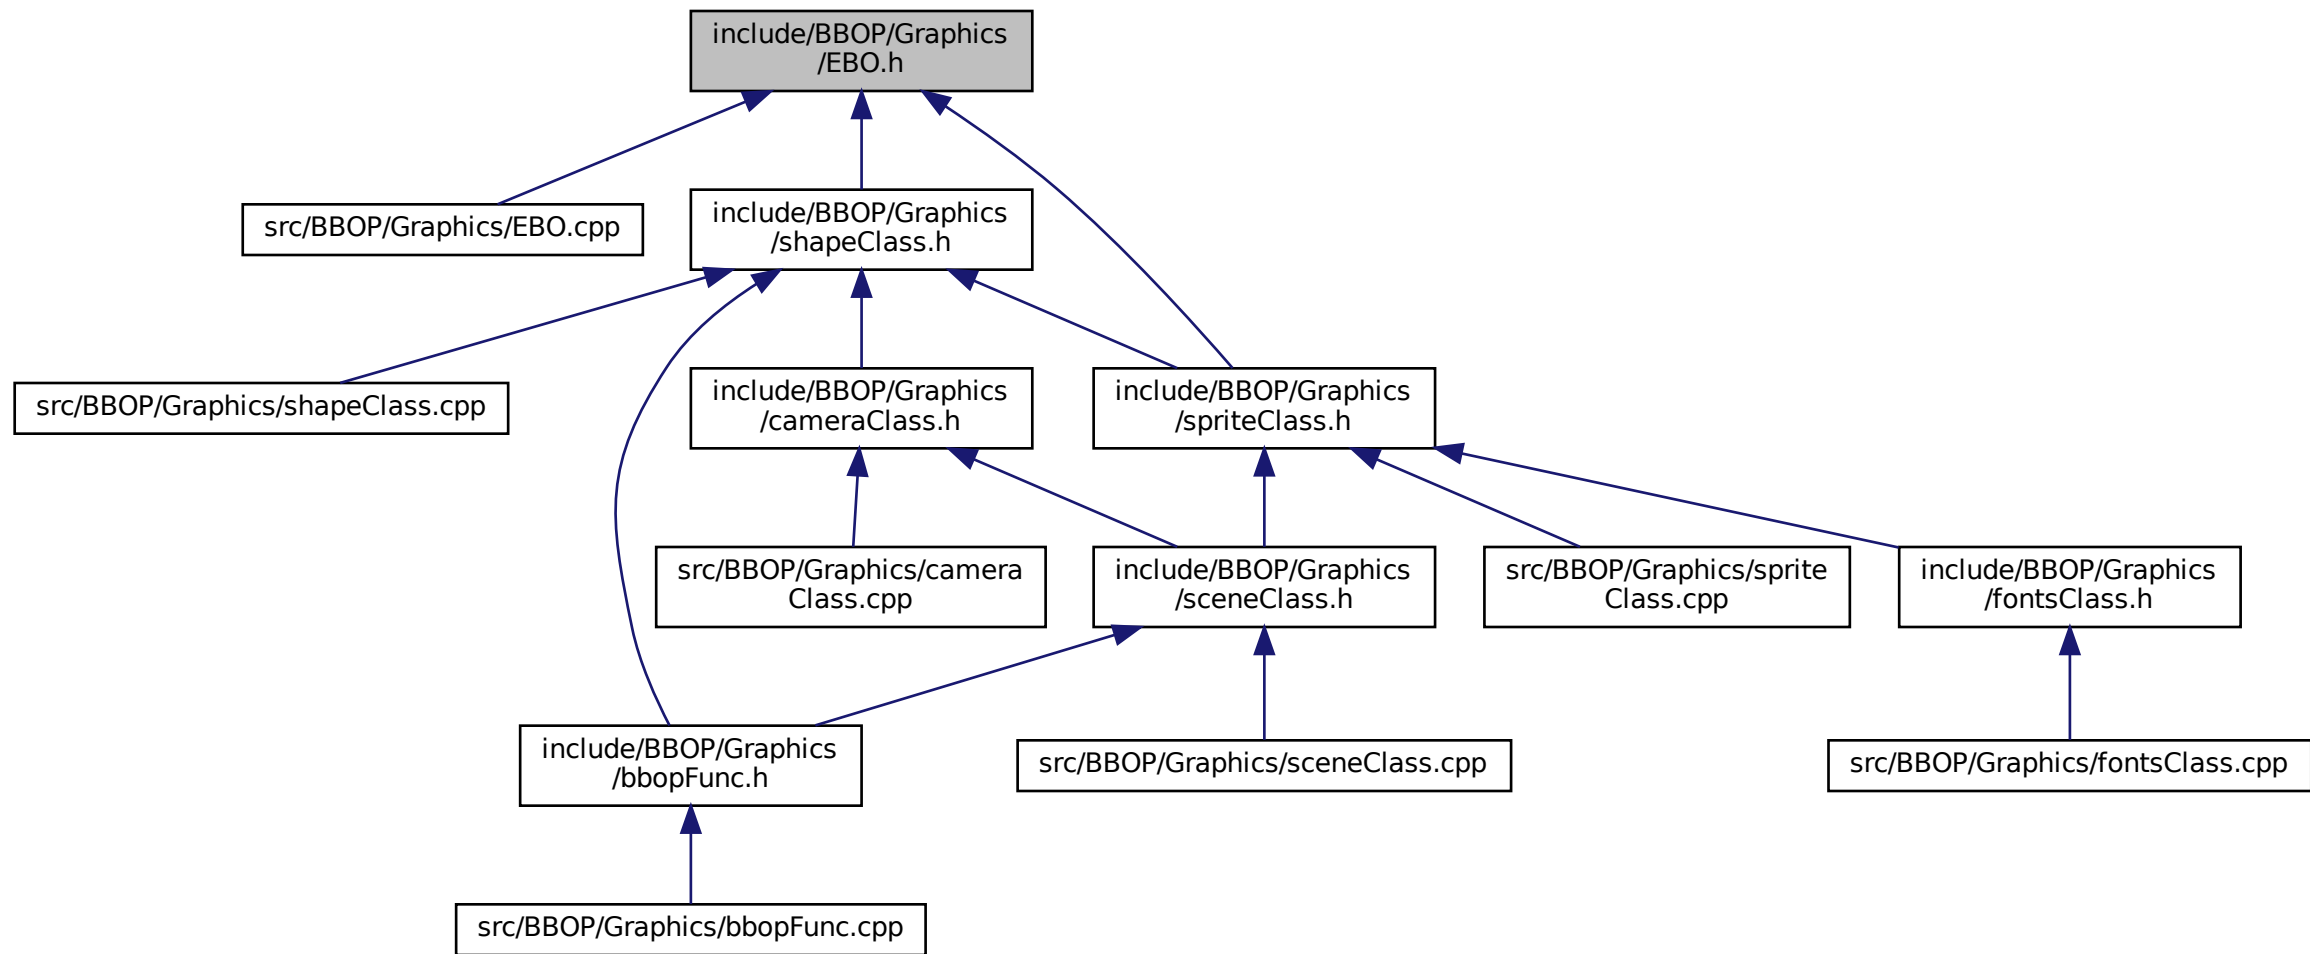 include/BBOP/Graphics
/EBO.h
src/BBOP/Graphics/EBO.cpp
include/BBOP/Graphics
/shapeClass.h
src/BBOP/Graphics/shapeClass.cpp
include/BBOP/Graphics
/cameraClass.h
include/BBOP/Graphics
/spriteClass.h
src/BBOP/Graphics/camera
Class.cpp
include/BBOP/Graphics
/sceneClass.h
src/BBOP/Graphics/sprite
Class.cpp
include/BBOP/Graphics
/fontsClass.h
include/BBOP/Graphics
/bbopFunc.h
src/BBOP/Graphics/sceneClass.cpp
src/BBOP/Graphics/fontsClass.cpp
src/BBOP/Graphics/bbopFunc.cpp